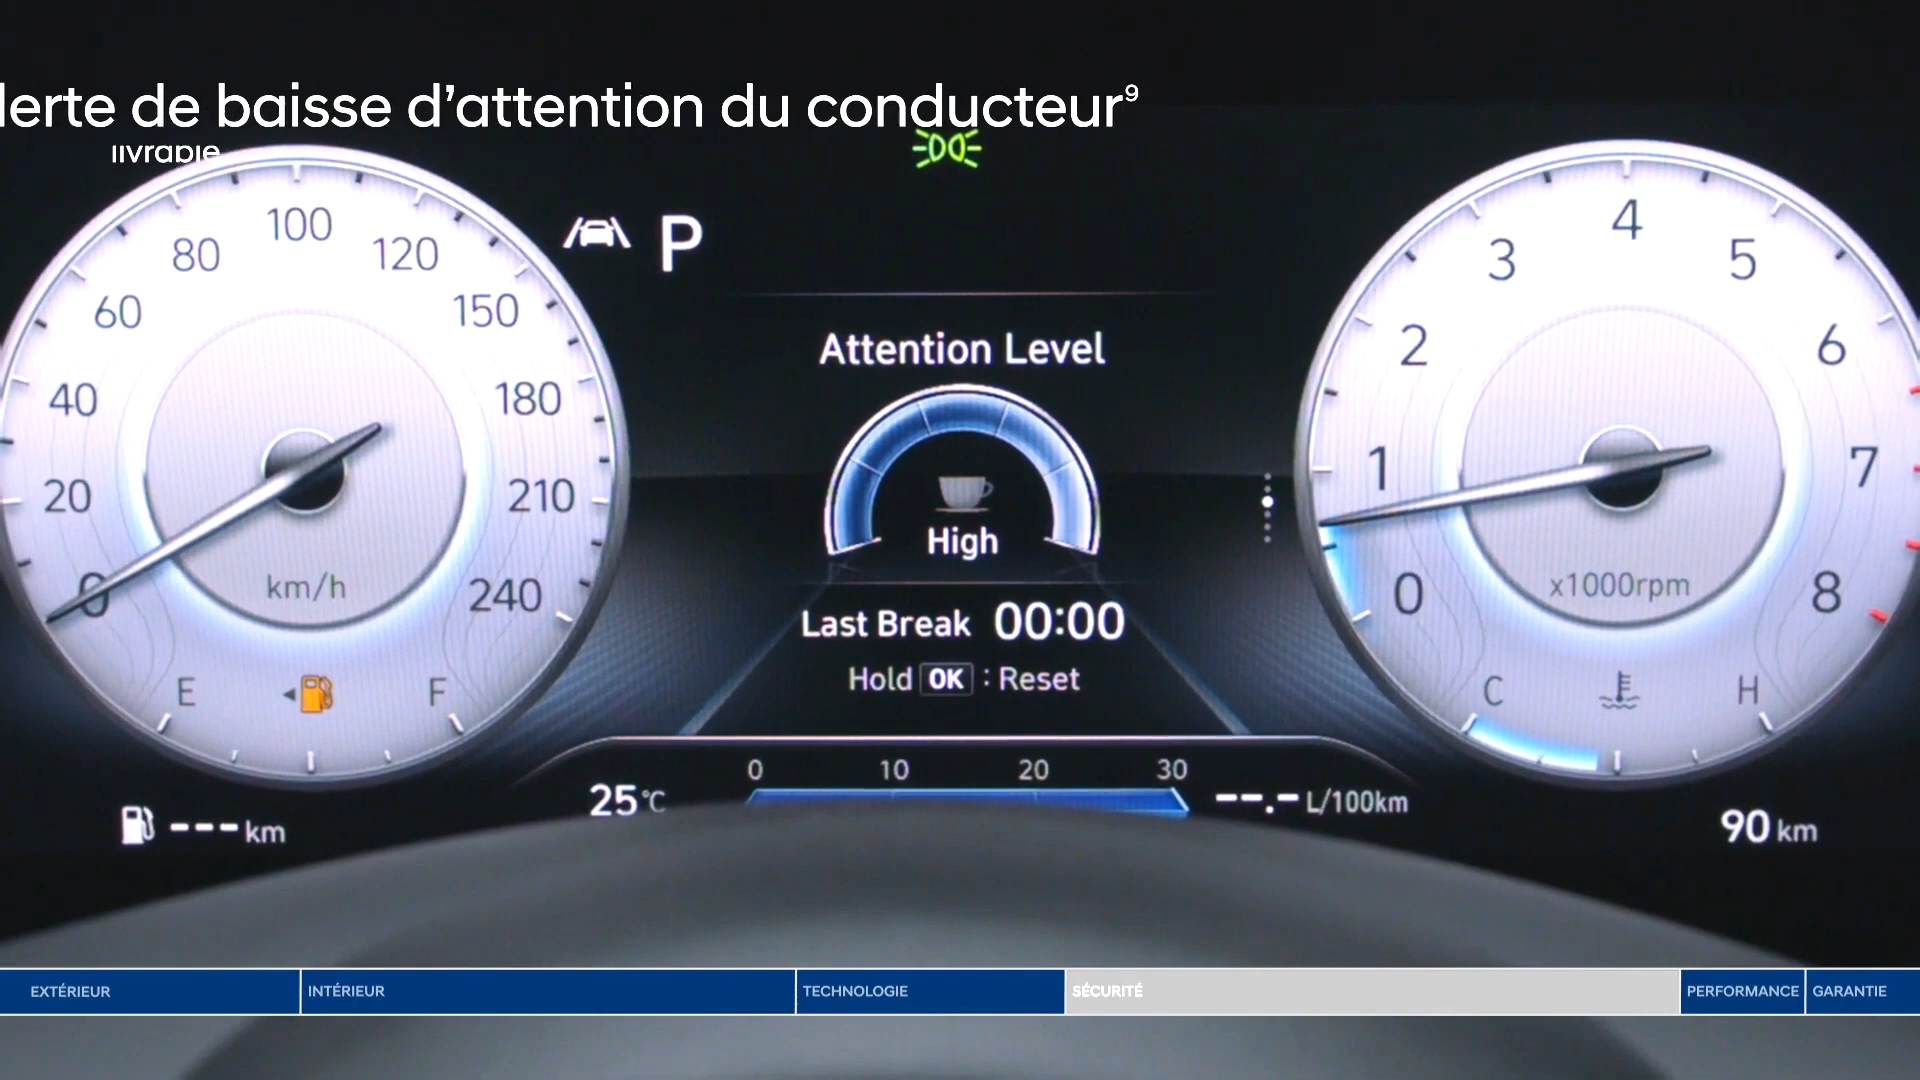 lerte de baisse d'attention du conducteur⁹
livrable
0 20 40 60 80 100 120 150 180 210 240
km/h
E F
--- km
P
Attention Level
High
Last Break 00:00
Hold OK : Reset
0 10 20 30
25 °C
--.- L/100km
0 1 2 3 4 5 6 7 8
x1000rpm
C H
90 km
EXTÉRIEUR
INTÉRIEUR
TECHNOLOGIE
SÉCURITÉ
PERFORMANCE
GARANTIE